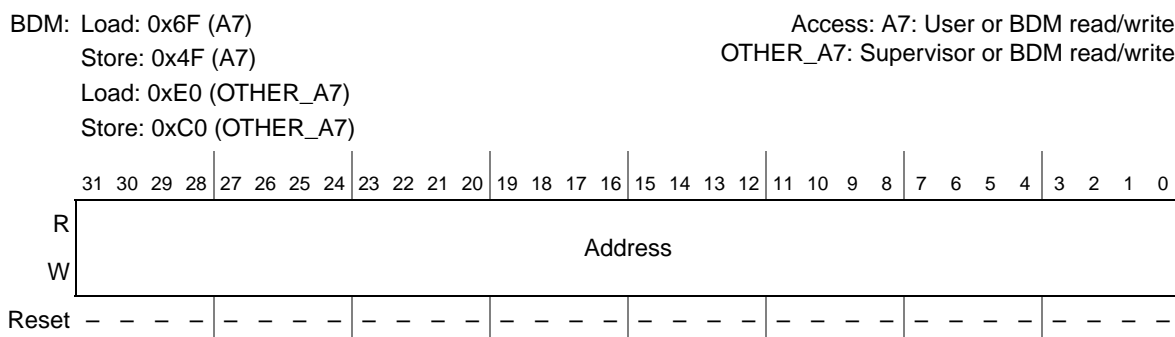 BDM: Load: 0x6F (A7) Access: A7: User or BDM read/write
Store: 0x4F (A7) OTHER_A7: Supervisor or BDM read/write
Load: 0xE0 (OTHER_A7)
Store: 0xC0 (OTHER_A7)
31 30 29 28 27 26 25 24 23 22 21 20 19 18 17 16 15 14 13 12 11 10 9 8 7 6 5 4 3 2 1 0
R
Address
W
Reset – – – – – – – – – – – – – – – – – – – – – – – – – – – – – – – –